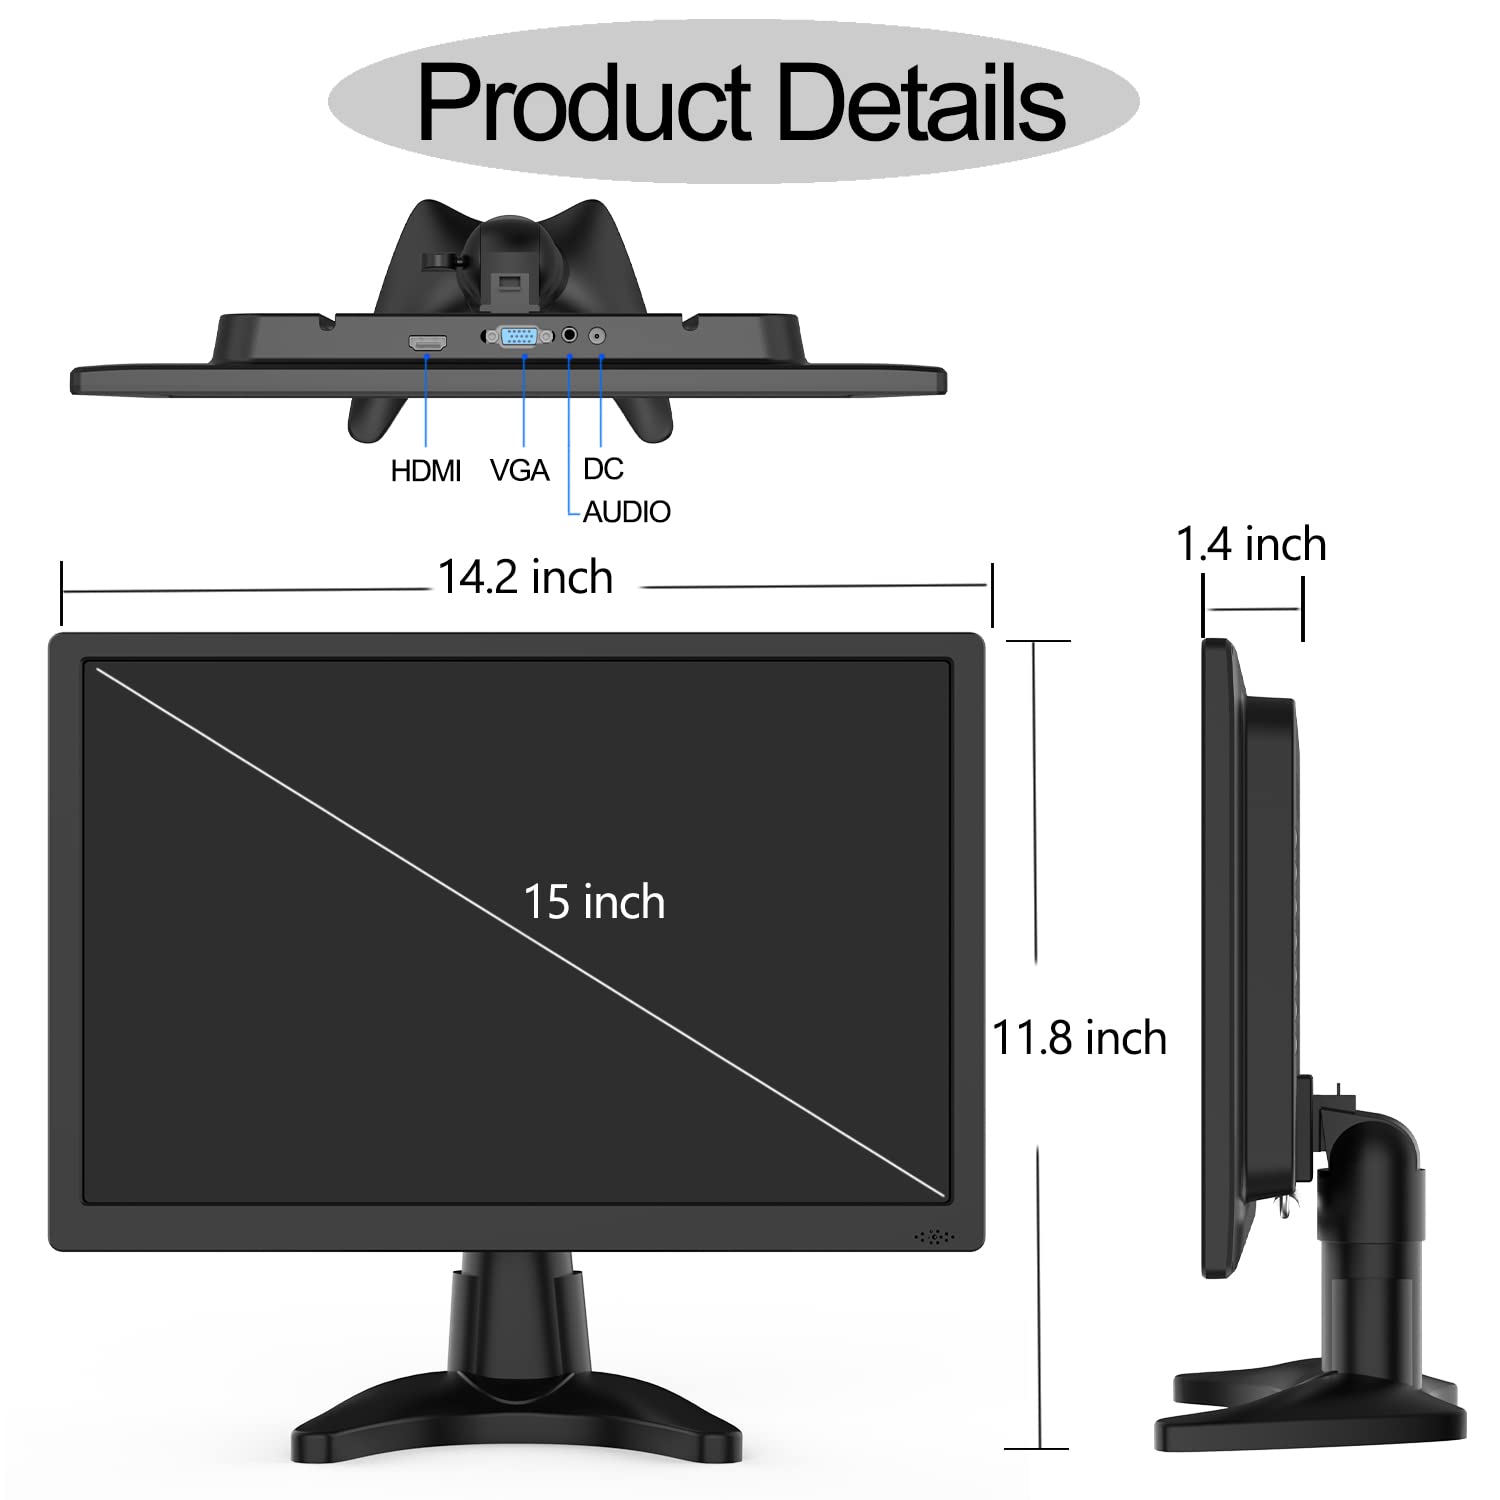 Product Details
HDMI VGA DC
AUDIO
14.2 inch
1.4 inch
15 inch
11.8 inch